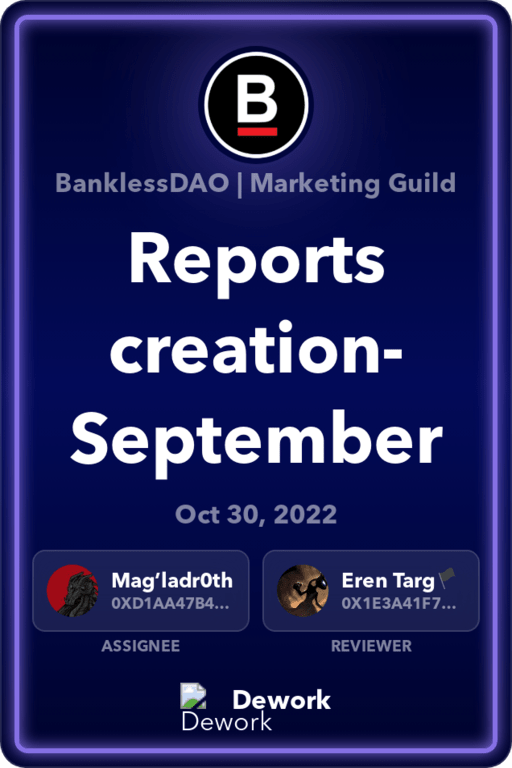 B
BanklessDAO | Marketing Guild
Reports
creation-
September
Oct 30, 2022
Mag’ladr0th
0XD1AA47B4...
Eren Targ
0X1E3A41F7...
ASSIGNEE
REVIEWER
Dework
Dework